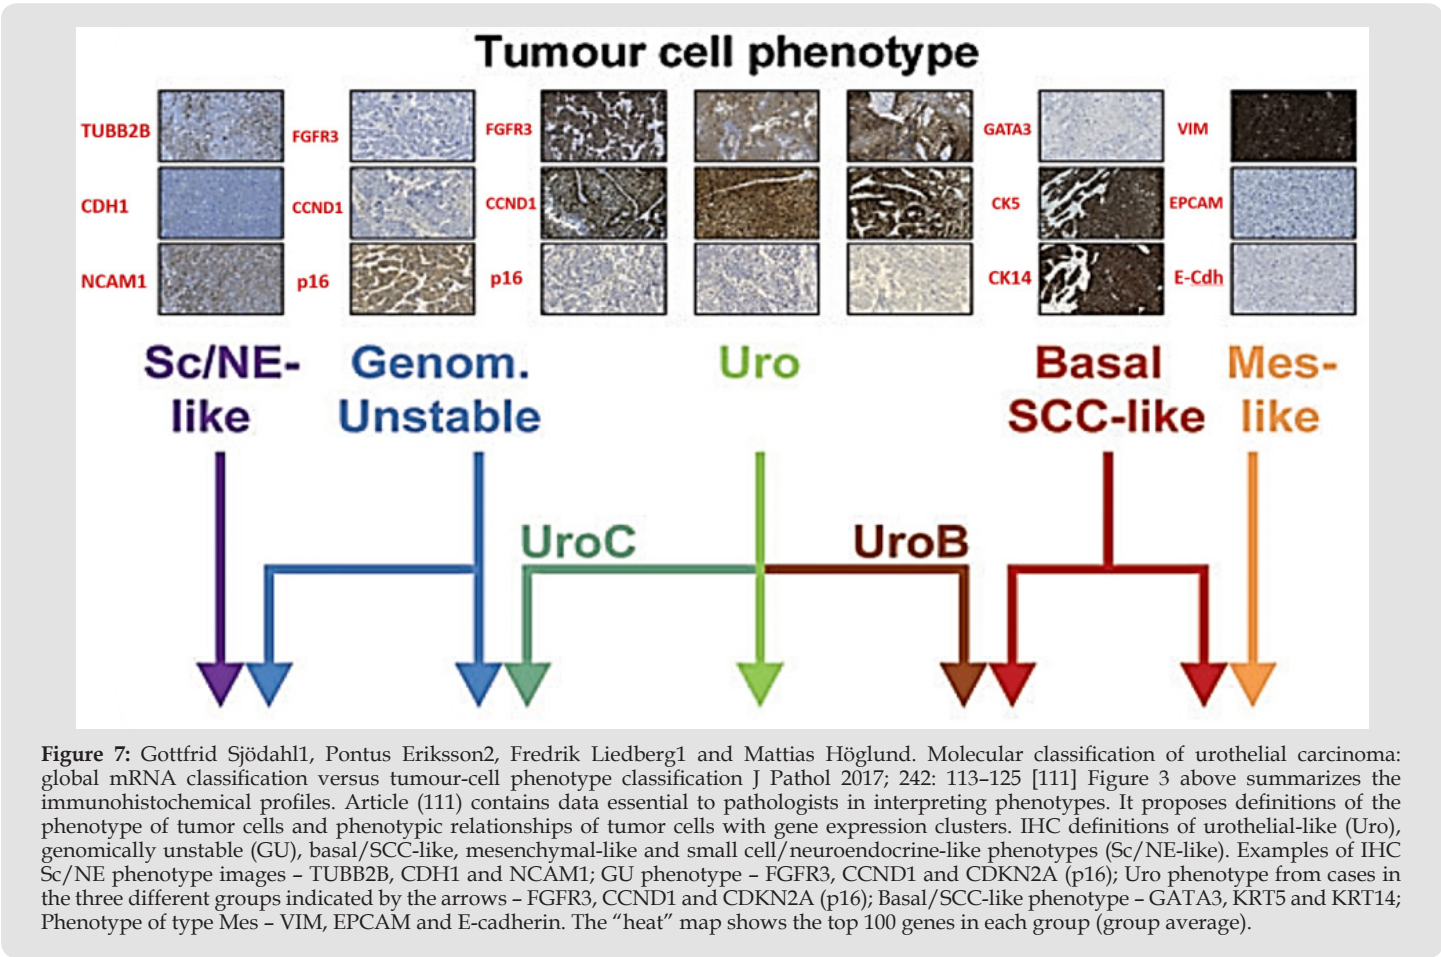 Tumour cell phenotype
TUBB2B
FGFR3
FGFR3
GATA3
VIM
CDH1
CCND1
CCND1
CK5
EPCAM
NCAM1
p16
p16
CK14
E-Cdh
Sc/NE-
like
Genom.
Unstable
Uro
Basal
SCC-like
Mes-
like
UroC
UroB
Figure 7: Gottfrid Sjödahl1, Pontus Eriksson2, Fredrik Liedberg1 and Mattias Höglund. Molecular classification of urothelial carcinoma:
global mRNA classification versus tumour-cell phenotype classification J Pathol 2017; 242: 113–125 [111] Figure 3 above summarizes the
immunohistochemical profiles. Article (111) contains data essential to pathologists in interpreting phenotypes. It proposes definitions of the
phenotype of tumor cells and phenotypic relationships of tumor cells with gene expression clusters. IHC definitions of urothelial-like (Uro),
genomically unstable (GU), basal/SCC-like, mesenchymal-like and small cell/neuroendocrine-like phenotypes (Sc/NE-like). Examples of IHC
Sc/NE phenotype images – TUBB2B, CDH1 and NCAM1; GU phenotype – FGFR3, CCND1 and CDKN2A (p16); Uro phenotype from cases in
the three different groups indicated by the arrows – FGFR3, CCND1 and CDKN2A (p16); Basal/SCC-like phenotype – GATA3, KRT5 and KRT14;
Phenotype of type Mes – VIM, EPCAM and E-cadherin. The “heat” map shows the top 100 genes in each group (group average).